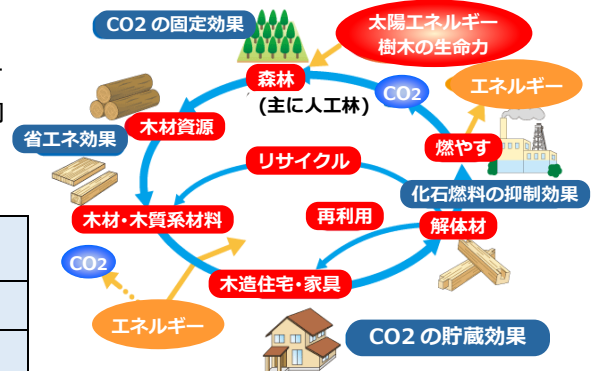 CO2 の固定効果
太陽エネルギー
樹木の生命力
森林
(主に人工林)
CO2
エネルギー
木材資源
省エネ効果
燃やす
リサイクル
化石燃料の抑制効果
木材・木質系材料
再利用
解体材
CO2
木造住宅・家具
エネルギー
CO2 の貯蔵効果